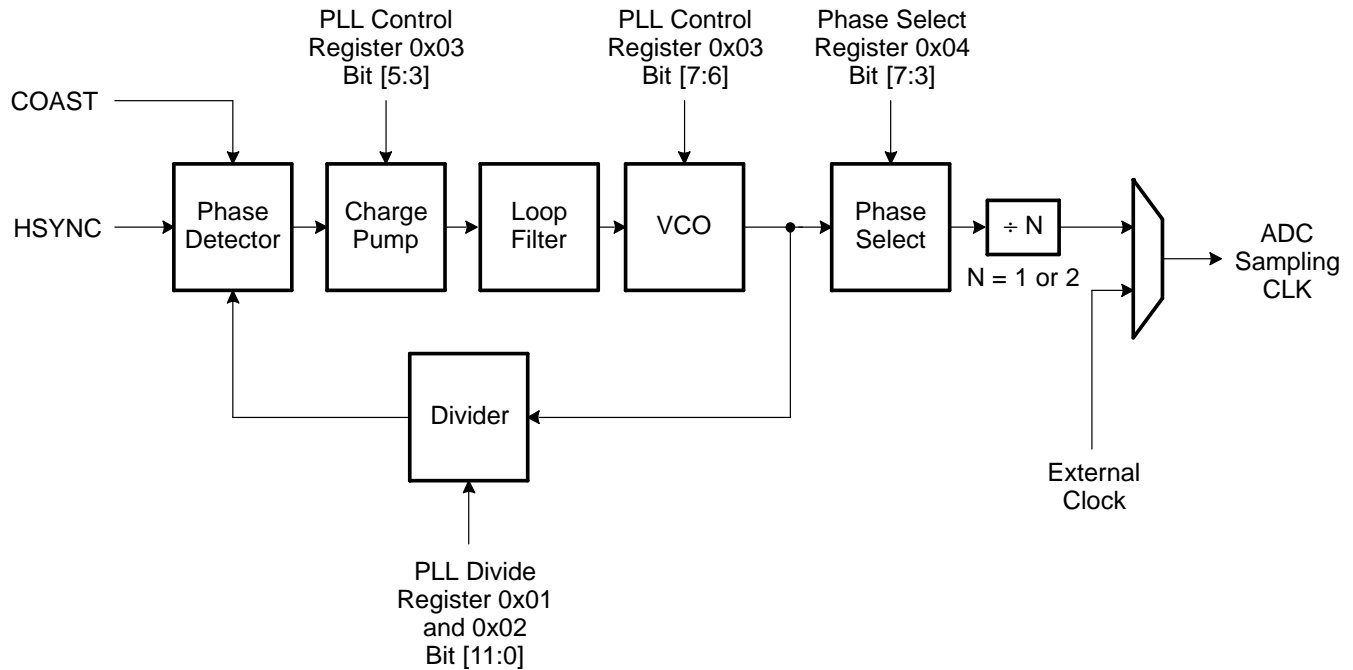 PLL Control
Register 0x03
Bit [5:3]
PLL Control
Register 0x03
Bit [7:6]
Phase Select
Register 0x04
Bit [7:3]
COAST
HSYNC
Phase
Detector
Charge
Pump
Loop
Filter
VCO
Phase
Select
÷ N
N = 1 or 2
ADC
Sampling
CLK
Divider
External
Clock
PLL Divide
Register 0x01
and 0x02
Bit [11:0]